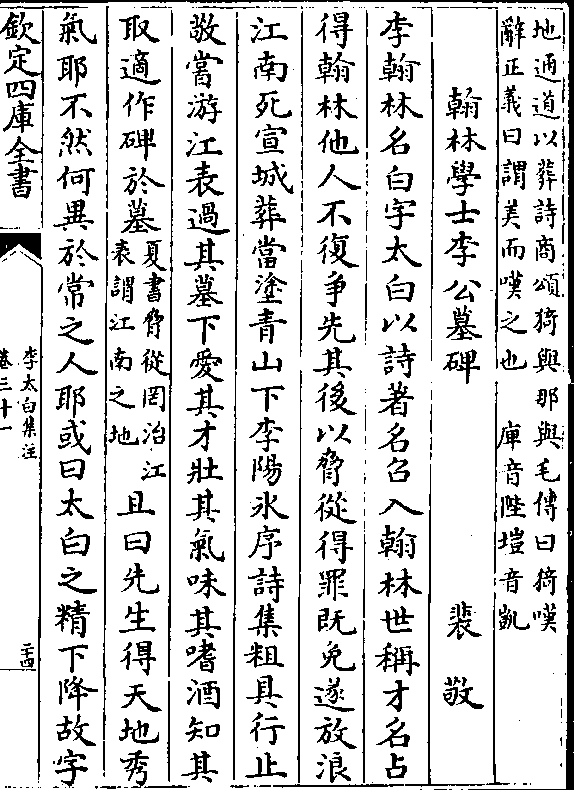 地通道以葬詩商頌猗與那與毛傳曰猗嘆
辭正義曰謂美而嘆之也　庫音陛塏音凱
翰林學士李公墓碑　裴敬
李翰林名白字太白以詩著名召入翰林世稱才名占
得翰林他人不復争先其後以脅從得罪既免遂放浪
江南死宣城葬當塗青山下李陽氷序詩集粗具行止
敬嘗游江表過其墓下愛其才壯其氣味其嗜酒知其
取適作碑於墓夏書脅從罔治江表謂江南之地且曰先生得天地秀
氣耶不然何異於常之人耶或曰太白之精下降故字
欽定四庫全書
李太白集注
卷三十一
二十四